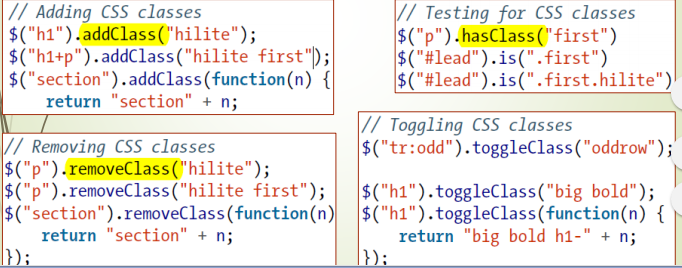 // Adding CSS classes
$("h1").addClass("hilite");
$("h1+p").addClass("hilite first");
$("section").addClass(function(n) {
return "section" + n;
// Removing CSS classes
$("p").removeClass("hilite");
$("p").removeClass("hilite first");
$("section").removeClass(function(n)
return "section" + n;
});
// Testing for CSS classes
$("p").hasClass("first")
$("#lead").is(".first")
$("#lead").is(".first.hilite")
// Toggling CSS classes
$("tr:odd").toggleClass("oddrow");
$("h1").toggleClass("big bold");
$("h1").toggleClass(function(n) {
return "big bold h1-" + n;
});